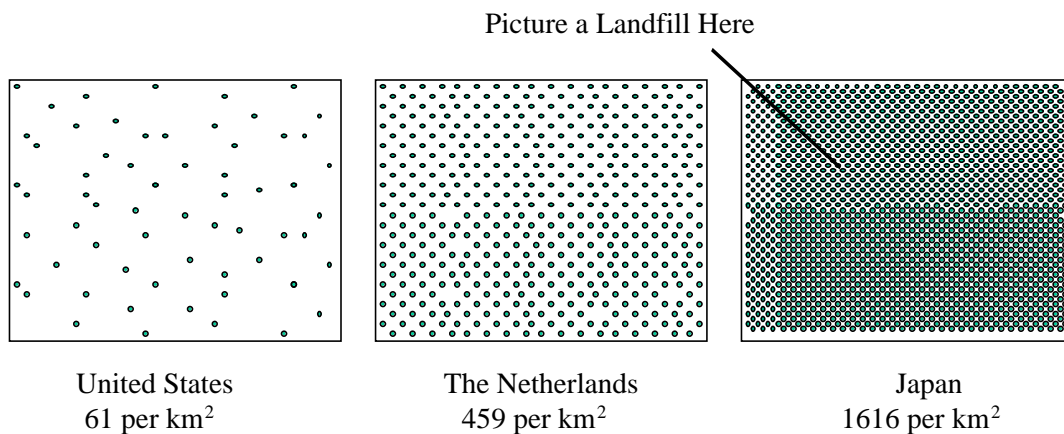 Picture a Landfill Here
United States
61 per km²
The Netherlands
459 per km²
Japan
1616 per km²